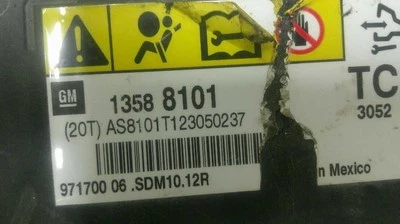 GM 1358 8101
TC
3052
(20T) AS8101T123050237
971700 06 .SDM10.12R
n Mexico